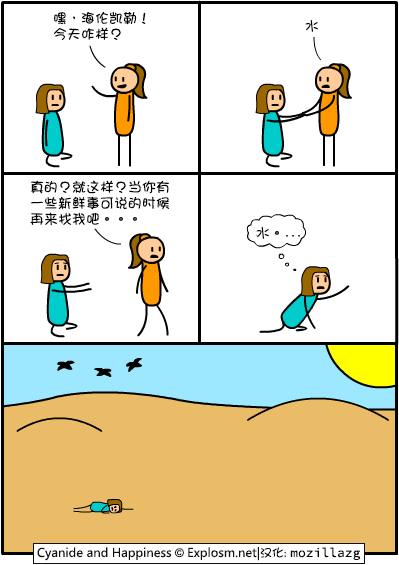 嘿，海伦凯勒！
今天咋样？
水
真的？就这样？当你有
一些新鲜事可说的时候
再来找我吧。。。
水。...
Cyanide and Happiness © Explosm.net|汉化: mozillazg